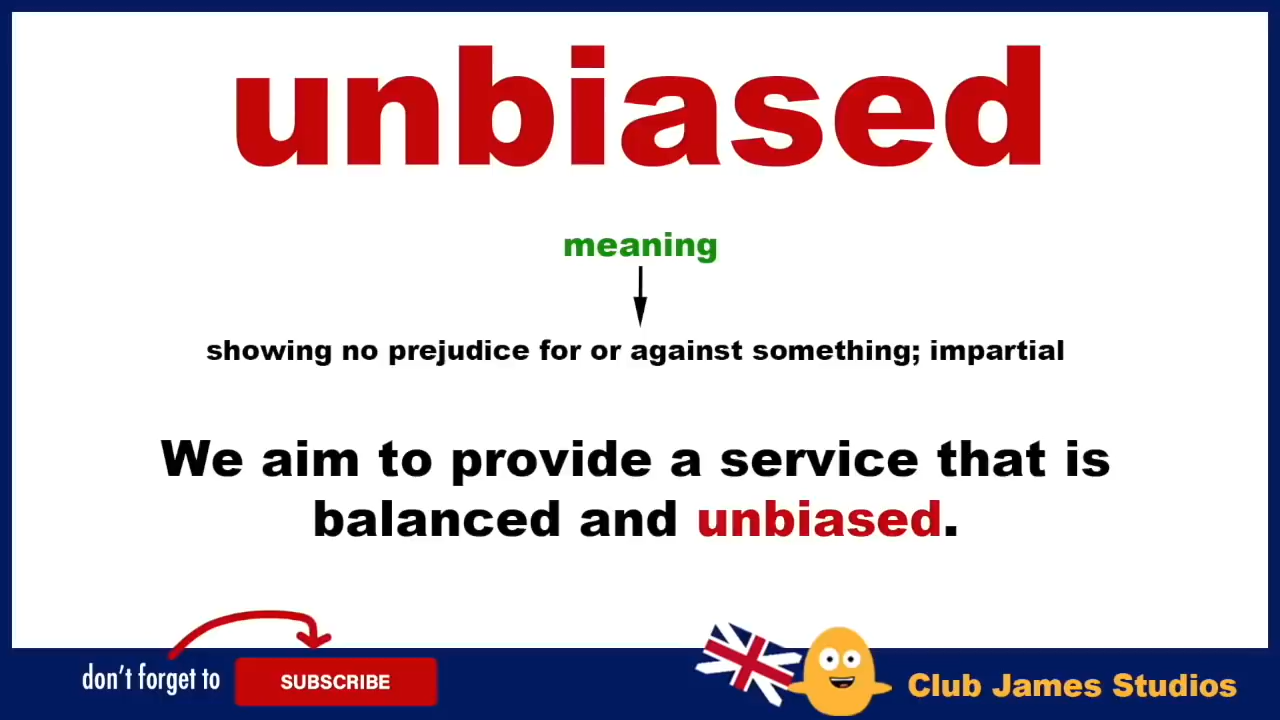 unbiased
meaning
showing no prejudice for or against something; impartial
We aim to provide a service that is
balanced and unbiased.
don't forget to SUBSCRIBE
Club James Studios